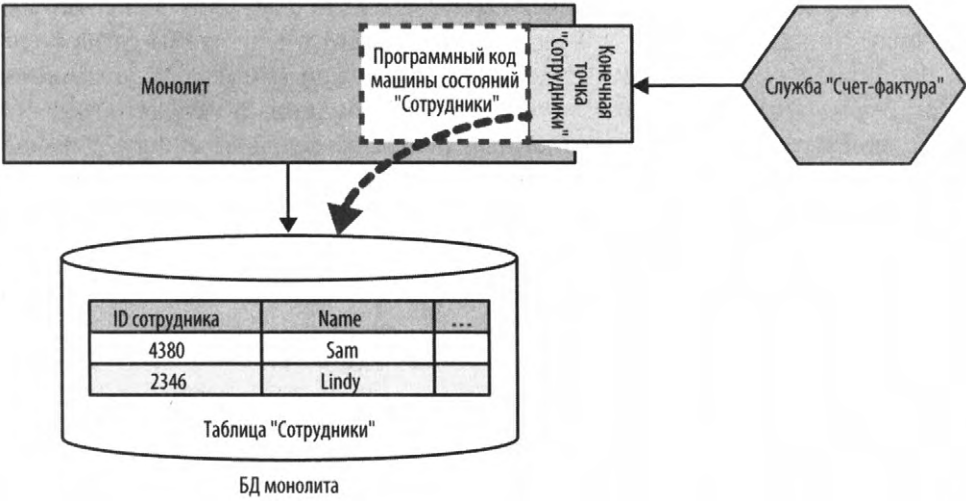 Монолит
Программный код
машины состояний
"Сотрудники"
Конечная
точка
"Сотрудники"
Служба "Счет-фактура"
ID сотрудника Name ...
4380 Sam
2346 Lindy
Таблица "Сотрудники"
БД монолита